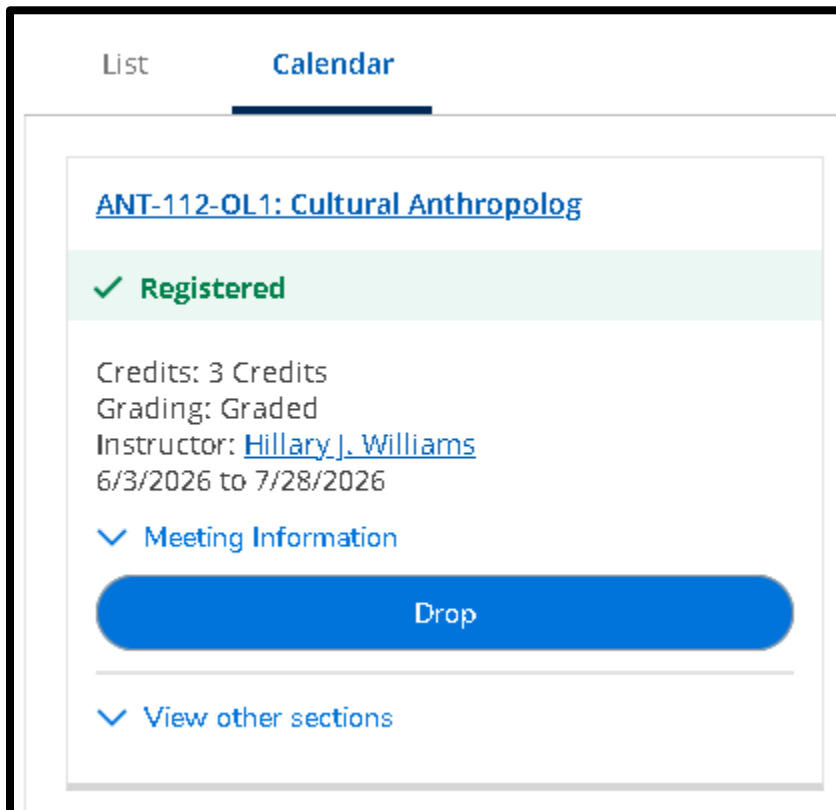 List
Calendar
ANT-112-OL1: Cultural Anthropolog
Registered
Credits: 3 Credits
Grading: Graded
Instructor: Hillary J. Williams
6/3/2026 to 7/28/2026
Meeting Information
Drop
View other sections